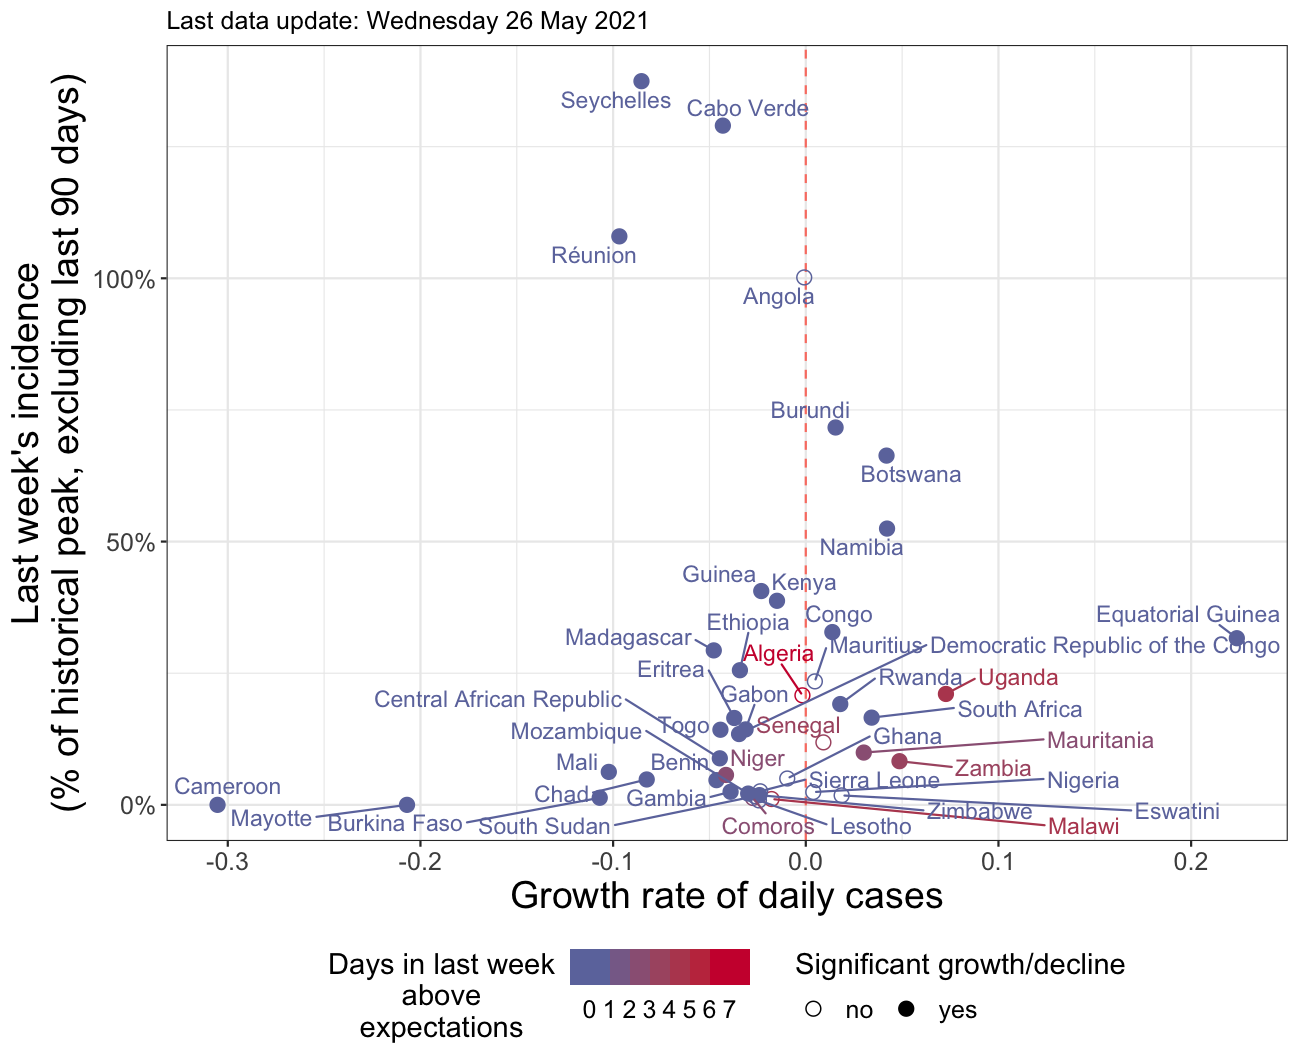 Last data update: Wednesday 26 May 2021
Last week's incidence
(% of historical peak, excluding last 90 days)
100%
50%
0%
Seychelles
Cabo Verde
Réunion
Angola
Burundi
Botswana
Namibia
Guinea
Kenya
Congo
Equatorial Guinea
Ethiopia
Madagascar
Mauritius
Democratic Republic of the Congo
Algeria
Eritrea
Rwanda
Uganda
Gabon
Central African Republic
South Africa
Togo
Senegal
Mozambique
Ghana
Mauritania
Mali
Benin
Niger
Zambia
Sierra Leone
Nigeria
Cameroon
Chad
Gambia
Mayotte
Burkina Faso
South Sudan
Comoros
Lesotho
Zimbabwe
Eswatini
Malawi
-0.3
-0.2
-0.1
0.0
0.1
0.2
Growth rate of daily cases
Days in last week
above
expectations
0 1 2 3 4 5 6 7
Significant growth/decline
no
yes